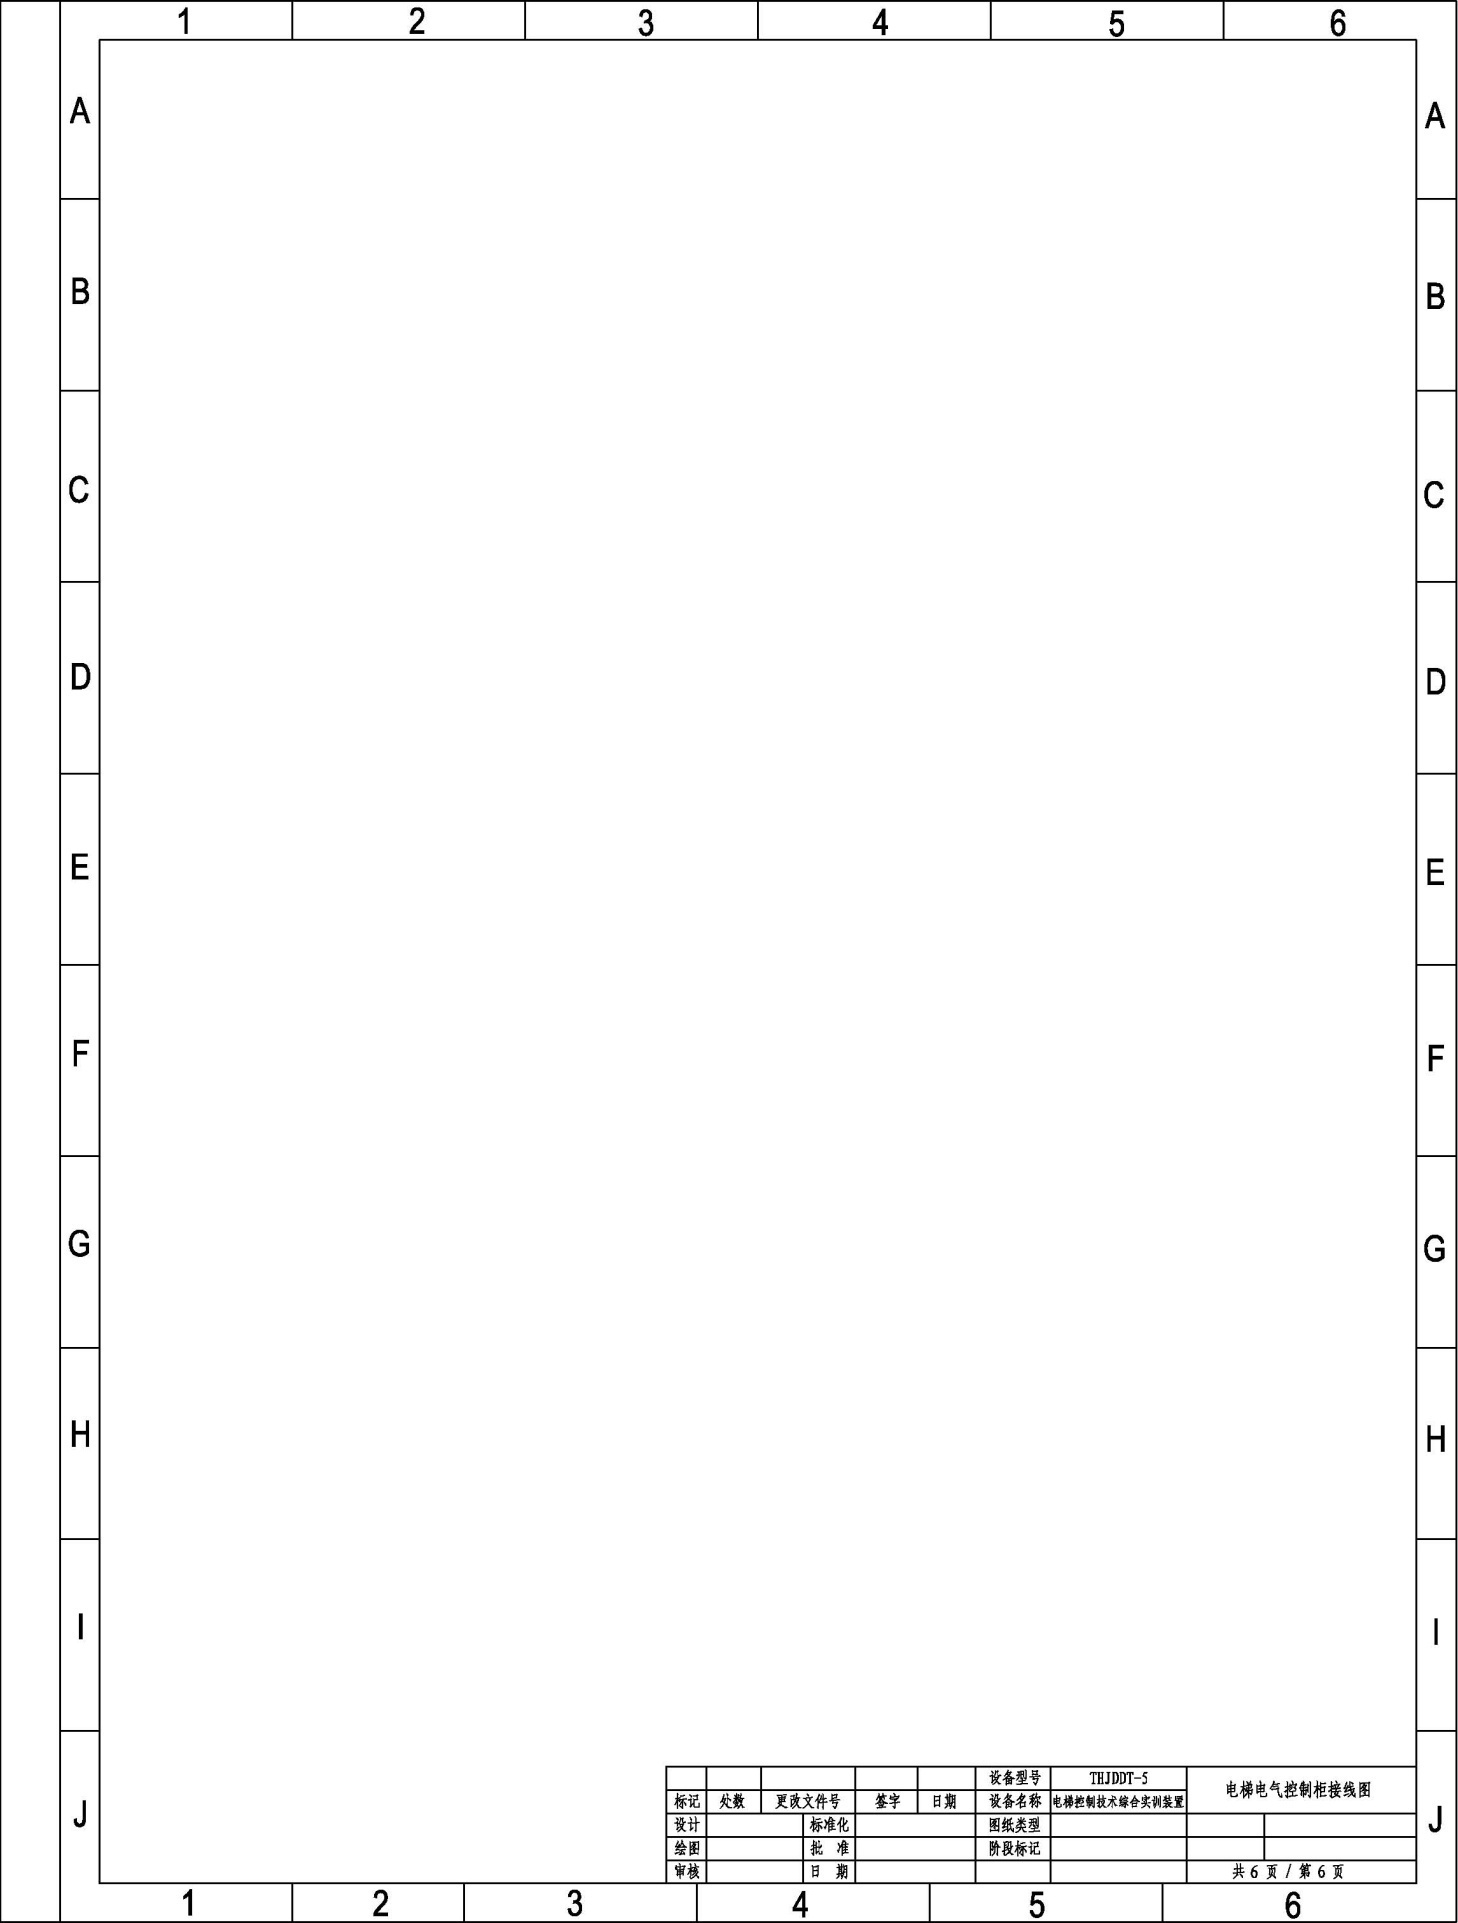 1 2 3 4 5 6
A A
B B
C C
D D
E E
F F
G G
H H
I I
J J
设备型号 THJDDT-5 电梯电气控制柜接线图
标记 处数 更改文件号 签字 日期 设备名称 电梯控制技术综合实训装置
设计 标准化 图纸类型
绘图 批 准 阶段标记
审核 日 期 共 6 页 / 第 6 页
1 2 3 4 5 6